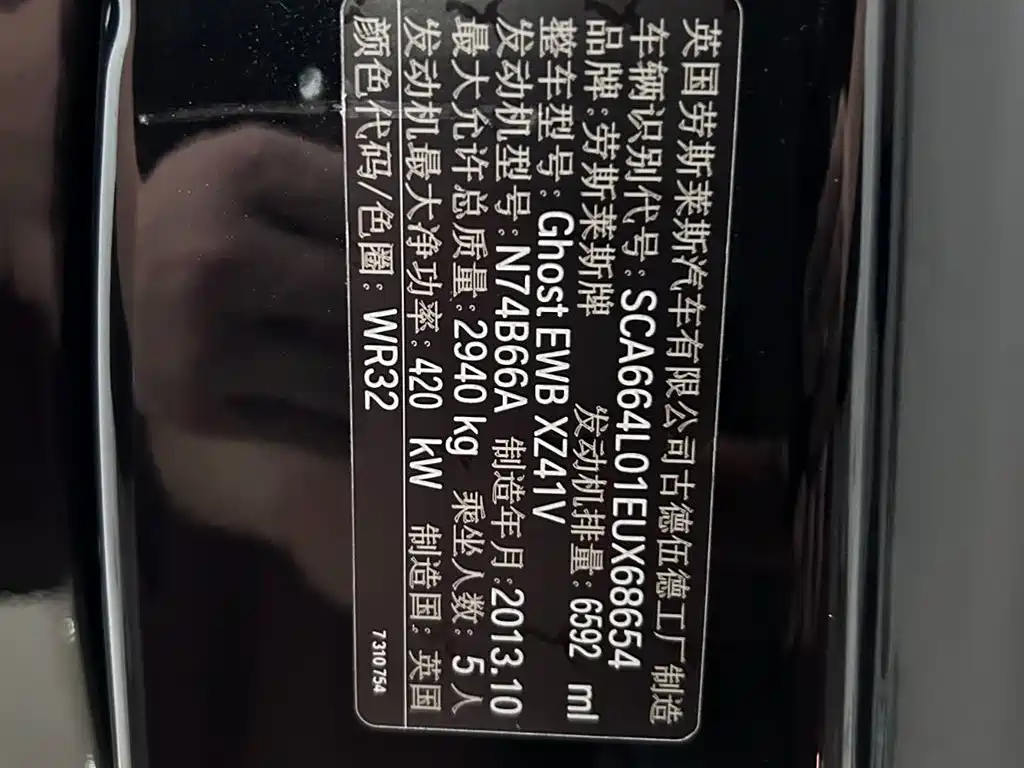 英国劳斯莱斯汽车有限公司古德伍德工厂制造
车辆识别代号：SCA664L01EUX68654
品牌：劳斯莱斯牌 发动机排量：6592 ml
整车型号：Ghost EWB XZ41V
发动机型号：N74B66A 制造年月：2013.10
最大允许总质量：2940 kg 乘坐人数：5人
发动机最大净功率：420 kW 制造国：英国
颜色代码/色圈：WR32
7 310 754